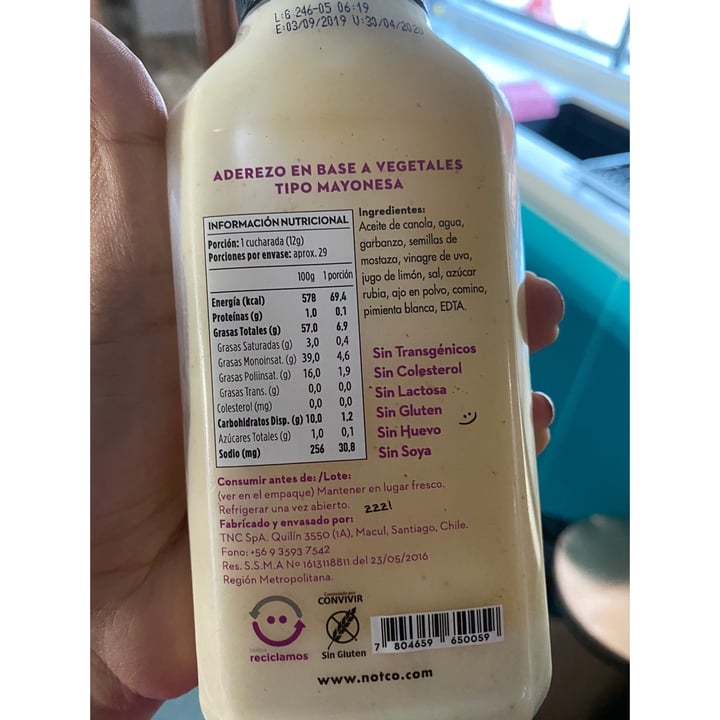 L:G 246-05 06:19
E:03/09/2019 V:30/04/2020
ADEREZO EN BASE A VEGETALES
TIPO MAYONESA
INFORMACIÓN NUTRICIONAL
Porción: 1 cucharada (12g)
Porciones por envase: aprox. 29
100g 1 porción
Energía (kcal) 578 69,4
Proteínas (g) 1,0 0,1
Grasas Totales (g) 57,0 6,9
Grasas Saturadas (g) 3,0 0,4
Grasas Monoinsat. (g) 39,0 4,6
Grasas Poliinsat. (g) 16,0 1,9
Grasas Trans. (g) 0,0 0,0
Colesterol (mg) 0,0 0,0
Carbohidratos Disp. (g) 10,0 1,2
Azúcares Totales (g) 1,0 0,1
Sodio (mg) 256 30,8
Ingredientes:
Aceite de canola, agua,
garbanzo, semillas de
mostaza, vinagre de uva,
jugo de limón, sal, azúcar
rubia, ajo en polvo, comino,
pimienta blanca, EDTA.
Sin Transgénicos
Sin Colesterol
Sin Lactosa
Sin Gluten
Sin Huevo
Sin Soya
Consumir antes de: /Lote:
(ver en el empaque) Mantener en lugar fresco.
Refrigerar una vez abierto. 2221
Fabricado y envasado por:
TNC SpA. Quilín 3550 (1A), Macul, Santiago, Chile.
Fono: +56 9 3593 7542
Res. S.S.M.A Nº 1613118811 del 23/05/2016
Región Metropolitana.
todos
reciclamos
Controlado por
CONVIVIR
Sin Gluten
7 804659 650059
www.notco.com